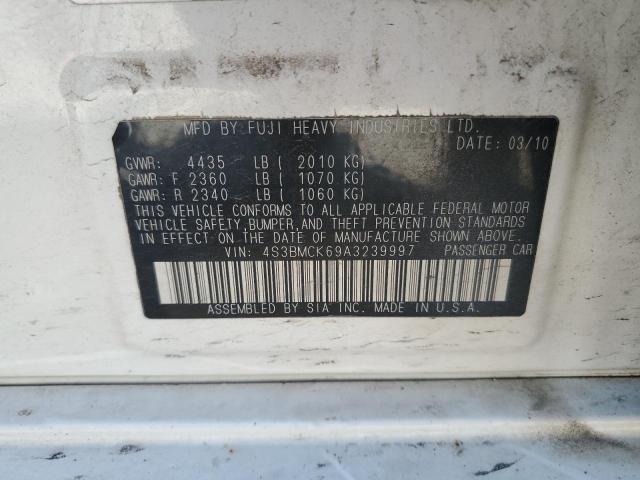 MFD BY FUJI HEAVY INDUSTRIES LTD.
DATE: 03/10
GVWR: 4435 LB ( 2010 KG)
GAWR: F 2360 LB ( 1070 KG)
GAWR: R 2340 LB ( 1060 KG)
THIS VEHICLE CONFORMS TO ALL APPLICABLE FEDERAL MOTOR
VEHICLE SAFETY, BUMPER, AND THEFT PREVENTION STANDARDS
IN EFFECT ON THE DATE OF MANUFACTURE SHOWN ABOVE.
VIN: 4S3BMCK69A3239997 PASSENGER CAR
ASSEMBLED BY SIA INC. MADE IN U.S.A.